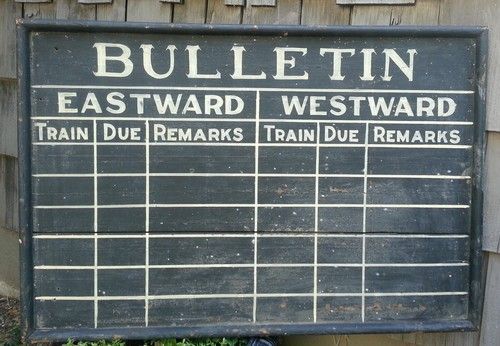 BULLETIN
EASTWARD WESTWARD
TRAIN DUE REMARKS TRAIN DUE REMARKS